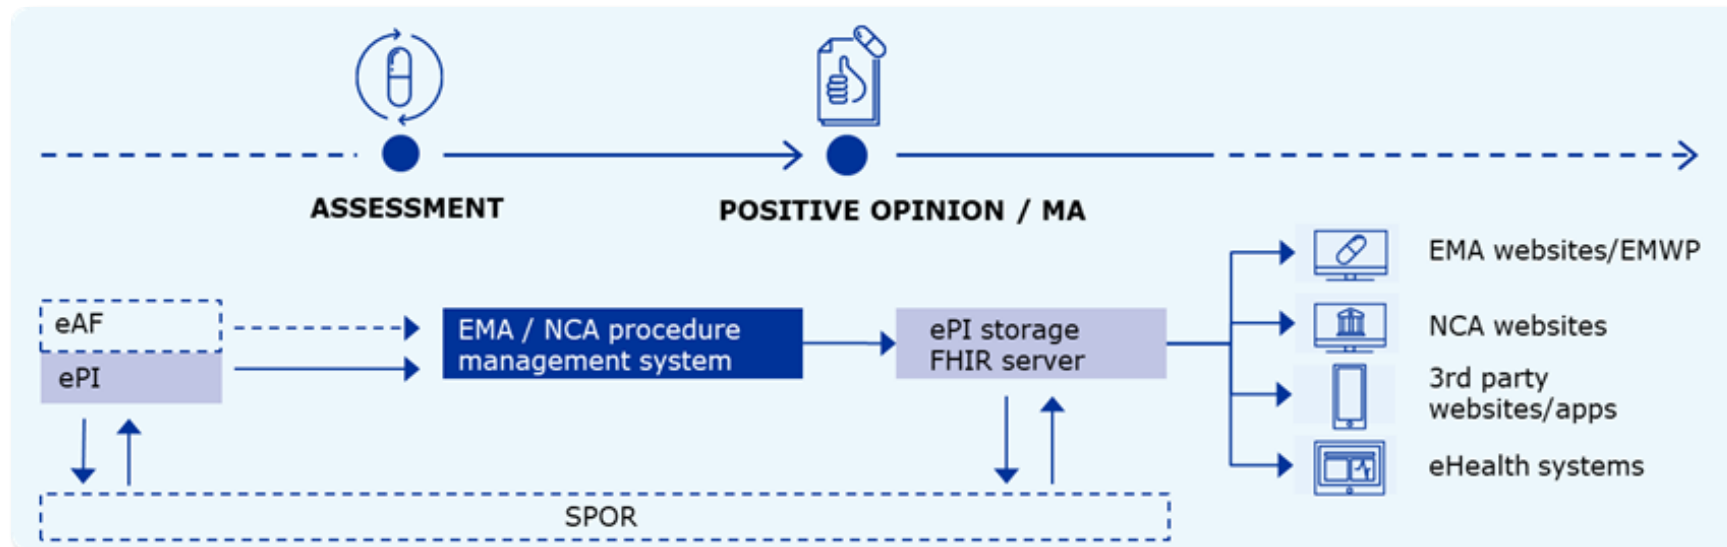 ASSESSMENT
POSITIVE OPINION / MA
eAF
ePI
EMA / NCA procedure
management system
ePI storage
FHIR server
EMA websites/EMWP
NCA websites
3rd party
websites/apps
eHealth systems
SPOR